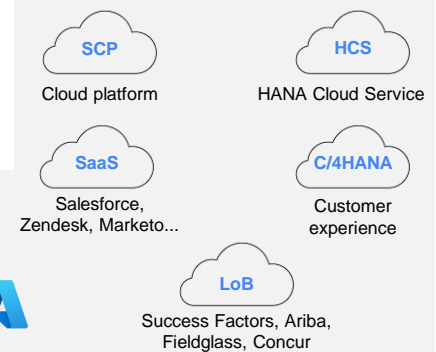 SCP
HCS
Cloud platform
HANA Cloud Service
SaaS
C/4HANA
Salesforce,
Zendesk, Marketo...
Customer
experience
LoB
Success Factors, Ariba,
Fieldglass, Concur